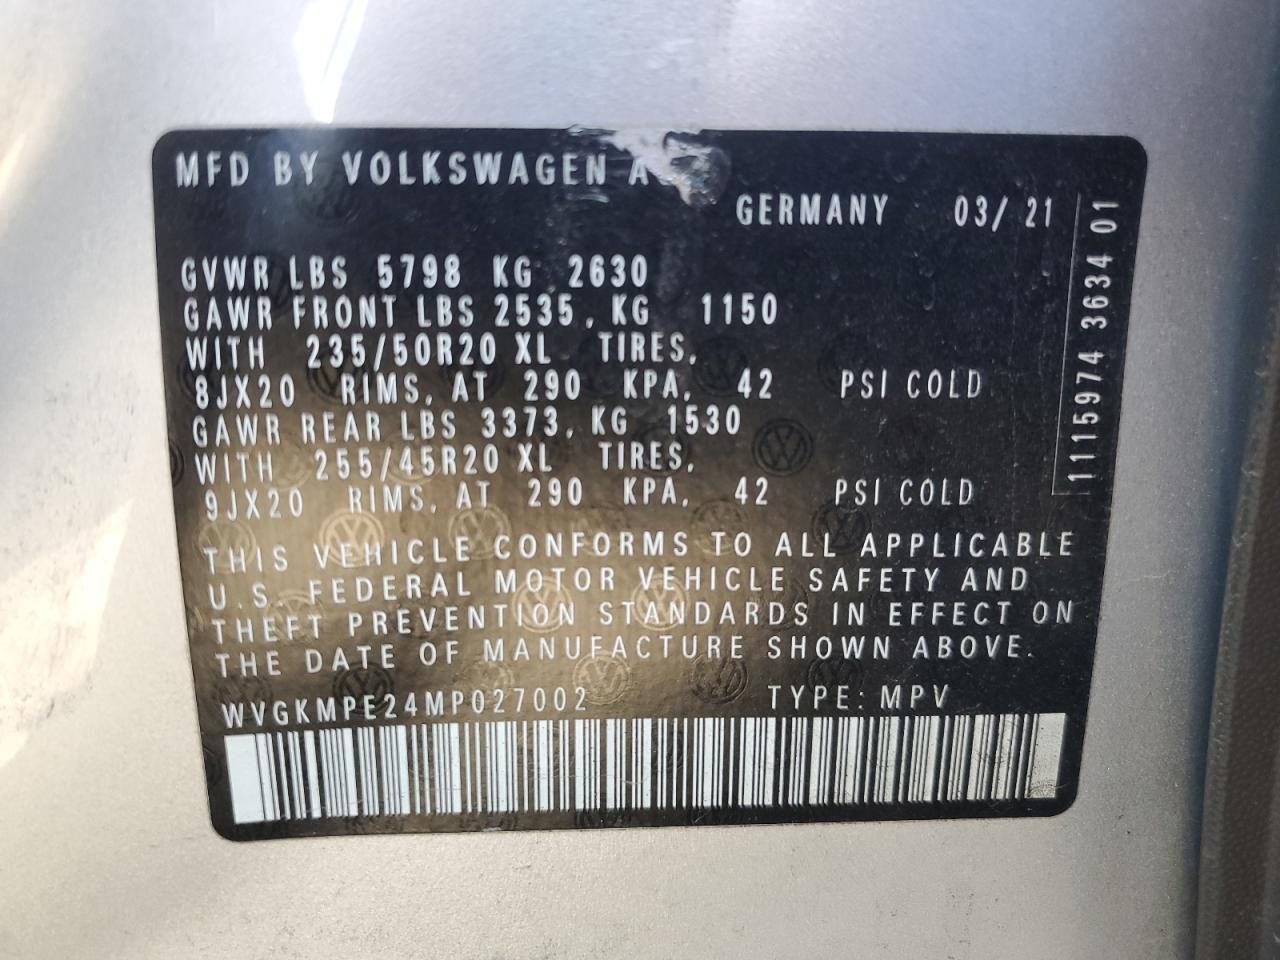 MFD BY VOLKSWAGEN
GERMANY 03/ 21
GVWR LBS 5798 KG 2630
GAWR FRONT LBS 2535, KG 1150
WITH 235/50R20 XL TIRES,
8JX20 RIMS, AT 290 KPA, 42 PSI COLD
GAWR REAR LBS 3373, KG 1530
WITH 255/45R20 XL TIRES,
9JX20 RIMS, AT 290 KPA, 42 PSI COLD
THIS VEHICLE CONFORMS TO ALL APPLICABLE
U.S. FEDERAL MOTOR VEHICLE SAFETY AND
THEFT PREVENTION STANDARDS IN EFFECT ON
THE DATE OF MANUFACTURE SHOWN ABOVE.
WVGKMPE24MP027002 TYPE: MPV
1115974 3634 01